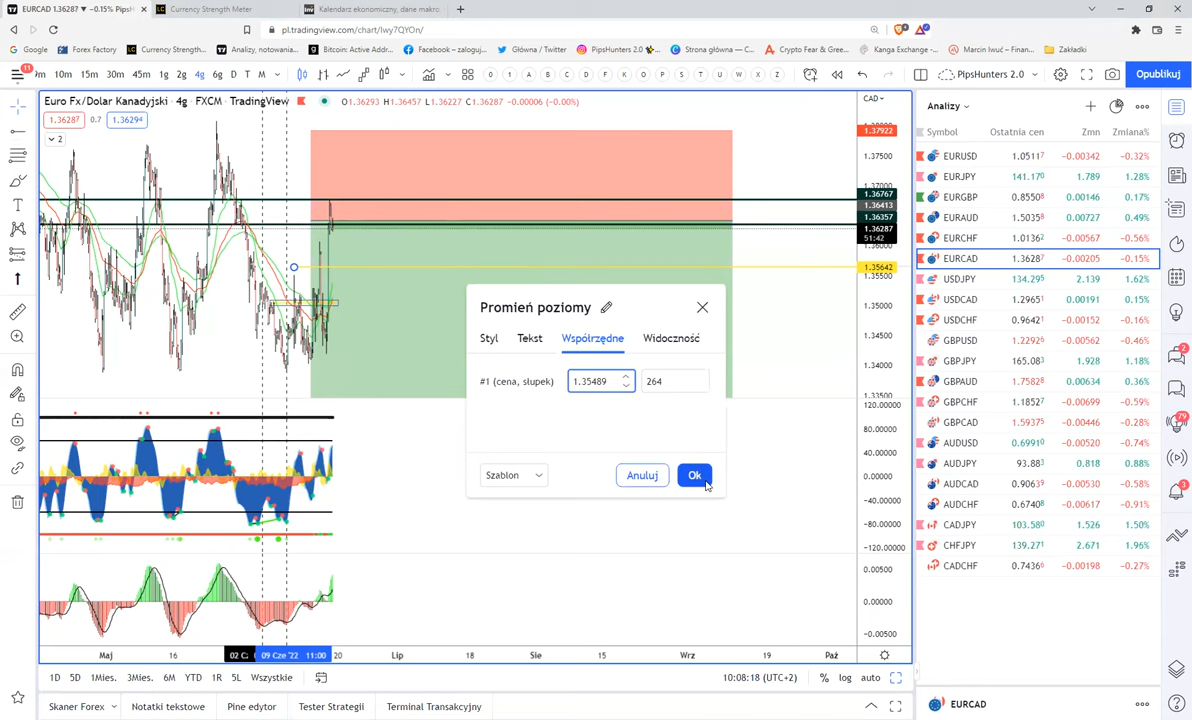 EURCAD 1.36287 ▼ −0.15% PipsH
Currency Strength Meter
Kalendarz ekonomiczny, dane makro.
pl.tradingview.com/chart/lwy7QYOn/
Google
Forex Factory
Currency Strength...
Analizy, notowania...
Bitcoin: Active Addr...
Facebook – zaloguj...
Główna / Twitter
PipsHunters 2.0
Strona główna — C...
Crypto Fear & Gree...
Kanga Exchange -...
Marcin Iwuć – Finan...
Zakładki
11
10m 15m 30m 45m 1g 2g 4g 6g D T M
0 1 A B C D F K O P S T U W X Z
PipsHunters 2.0
Opublikuj
Euro Fx/Dolar Kanadyjski · 4g · FXCM · TradingView
O1.36293 H1.36457 L1.36227 C1.36287 −0.00006 (−0.00%)
1.36287 0.7 1.36294
2
CAD
1.37922
1.37500
1.37000
1.36767
1.36413
1.36357
1.36287
51:42
1.35642
1.35500
1.35000
1.34500
1.34000
1.33500
120.00000
80.00000
40.00000
0.00000
−40.00000
−80.00000
−120.00000
0.00500
0.00000
−0.00500
Promień poziomy
Styl Tekst Współrzędne Widoczność
#1 (cena, słupek) 1.35489 264
Szablon Anuluj Ok
Maj 16 02 C 09 Cze '22 11:00 20 Lip 18 Sie 15 Wrz 19 Paź
1D 5D 1Mies. 3Mies. 6M YTD 1R 5L Wszystkie
10:08:18 (UTC+2) % log auto
Skaner Forex Notatki tekstowe Pine edytor Tester Strategii Terminal Transakcyjny
Analizy
Symbol Ostatnia cen Zmn Zmiana%
EURUSD 1.05117 −0.00342 −0.32%
EURJPY 141.170 1.789 1.28%
EURGBP 0.85508 0.00146 0.17%
EURAUD 1.50358 0.00727 0.49%
EURCHF 1.01362 −0.00567 −0.56%
EURCAD 1.36287 −0.00205 −0.15%
USDJPY 134.295 2.139 1.62%
USDCAD 1.29651 0.00191 0.15%
USDCHF 0.96421 −0.00152 −0.16%
GBPUSD 1.22926 −0.00562 −0.46%
GBPJPY 165.083 1.928 1.18%
GBPAUD 1.75828 0.00634 0.36%
GBPCHF 1.18527 −0.00699 −0.59%
GBPCAD 1.59375 −0.00446 −0.28%
AUDUSD 0.69910 −0.00520 −0.74%
AUDJPY 93.883 0.818 0.88%
AUDCAD 0.90639 −0.00530 −0.58%
AUDCHF 0.67408 −0.00617 −0.91%
CADJPY 103.580 1.526 1.50%
CHFJPY 139.271 2.671 1.96%
CADCHF 0.74366 −0.00198 −0.27%
EURCAD
2
79
3